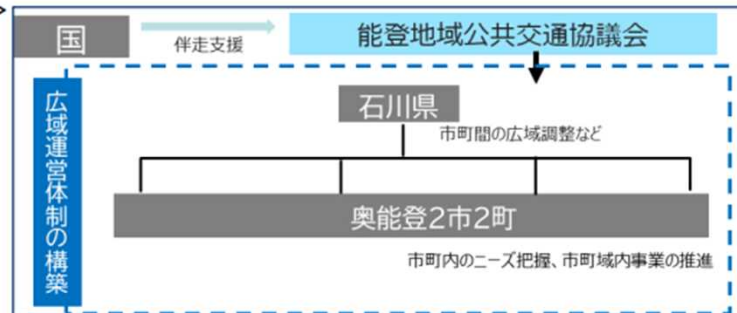 国
伴走支援
能登地域公共交通協議会
広域運営体制の構築
石川県
市町間の広域調整など
奥能登2市2町
市町内のニーズ把握、市町域内事業の推進